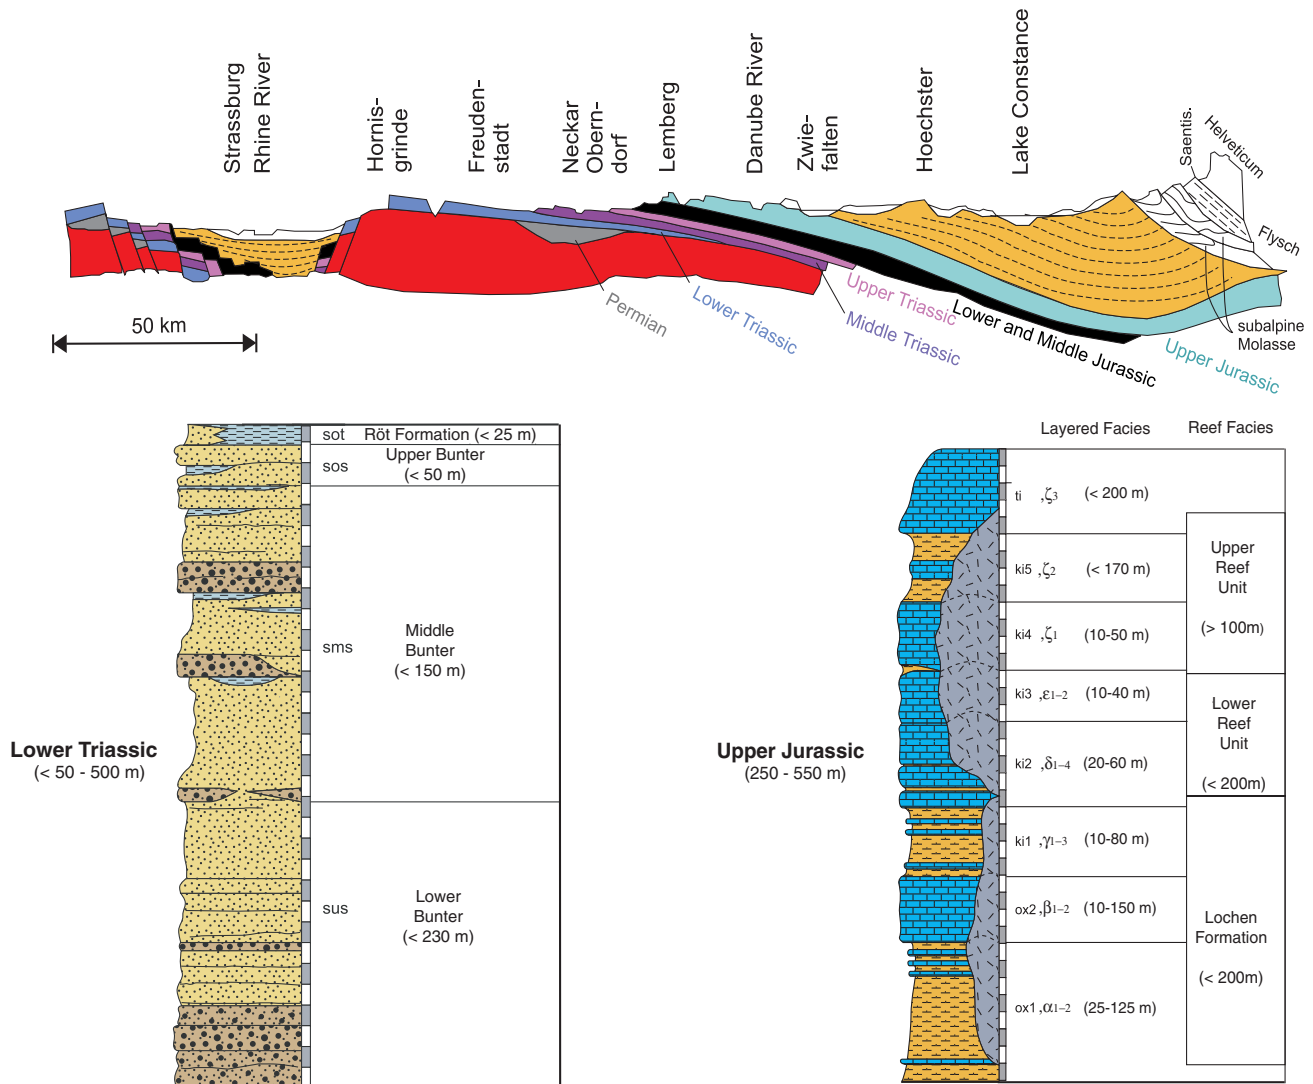 Strassburg
Rhine River
Hornis-
grinde
Freuden-
stadt
Neckar
Obern-
dorf
Lemberg
Danube River
Zwie-
falten
Hoechster
Lake Constance
Saentis.
Helveticum
Flysch
50 km
Permian
Lower Triassic
Upper Triassic
Middle Triassic
Lower and Middle Jurassic
Upper Jurassic
subalpine
Molasse
Lower Triassic
(< 50 - 500 m)
sot Röt Formation (< 25 m)
sos Upper Bunter
(< 50 m)
sms Middle
Bunter
(< 150 m)
sus Lower
Bunter
(< 230 m)
Upper Jurassic
(250 - 550 m)
Layered Facies Reef Facies
ti ,ζ3 (< 200 m)
ki5 ,ζ2 (< 170 m)
ki4 ,ζ1 (10-50 m)
ki3 ,ε1–2 (10-40 m)
ki2 ,δ1–4 (20-60 m)
ki1 ,γ1–3 (10-80 m)
ox2,β1–2 (10-150 m)
ox1,α1–2 (25-125 m)
Upper
Reef
Unit
(> 100m)
Lower
Reef
Unit
(< 200m)
Lochen
Formation
(< 200m)